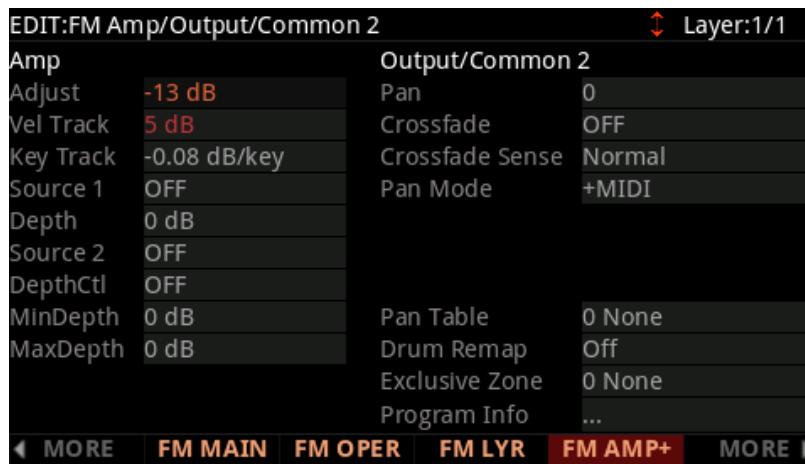 EDIT:FM Amp/Output/Common 2 Layer:1/1
Amp Output/Common 2
Adjust -13 dB Pan 0
Vel Track 5 dB Crossfade OFF
Key Track -0.08 dB/key Crossfade Sense Normal
Source 1 OFF Pan Mode +MIDI
Depth 0 dB
Source 2 OFF
DepthCtl OFF
MinDepth 0 dB Pan Table 0 None
MaxDepth 0 dB Drum Remap Off
Exclusive Zone 0 None
Program Info ...
MORE FM MAIN FM OPER FM LYR FM AMP+ MORE